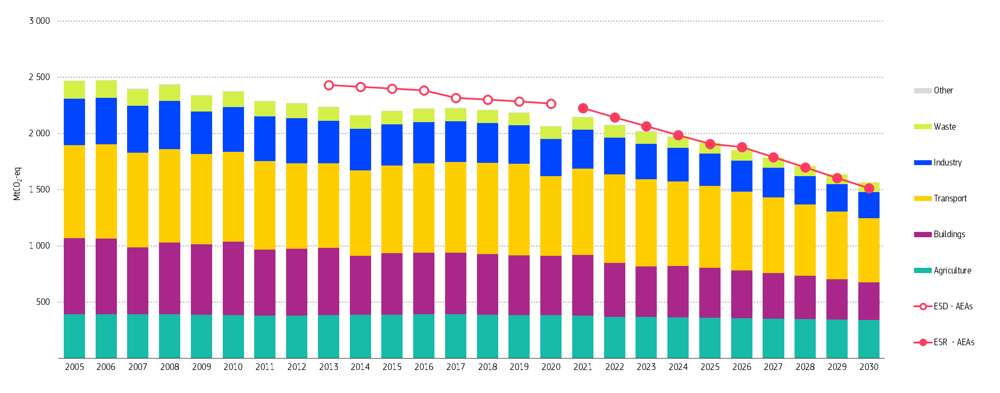 3 000
2 500
2 000
1 500
1 000
500
MtCO₂-eq
2005 2006 2007 2008 2009 2010 2011 2012 2013 2014 2015 2016 2017 2018 2019 2020 2021 2022 2023 2024 2025 2026 2027 2028 2029 2030
Other
Waste
Industry
Transport
Buildings
Agriculture
ESD - AEAs
ESR - AEAs